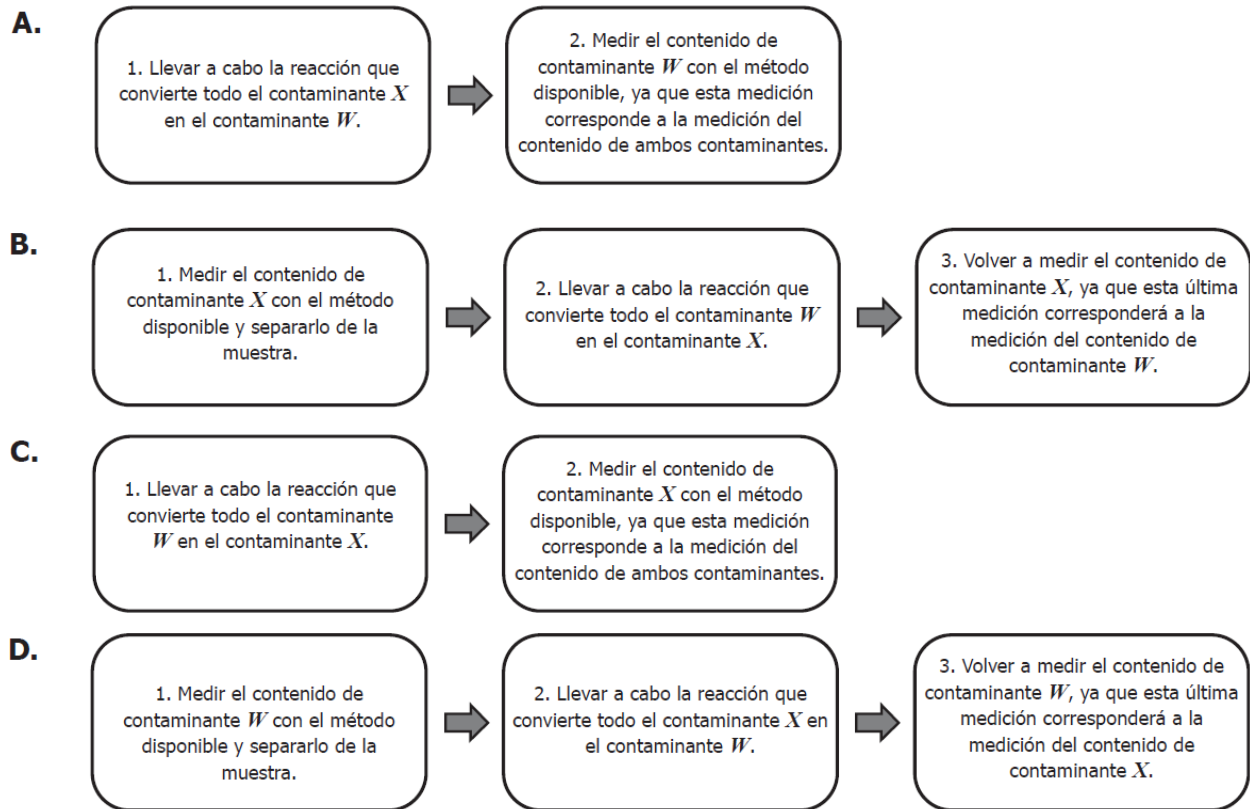 A.
1. Llevar a cabo la reacción que
convierte todo el contaminante X
en el contaminante W.
2. Medir el contenido de
contaminante W con el método
disponible, ya que esta medición
corresponde a la medición del
contenido de ambos contaminantes.
B.
1. Medir el contenido de
contaminante X con el método
disponible y separarlo de la
muestra.
2. Llevar a cabo la reacción que
convierte todo el contaminante W
en el contaminante X.
3. Volver a medir el contenido de
contaminante X, ya que esta última
medición corresponderá a la
medición del contenido de
contaminante W.
C.
1. Llevar a cabo la reacción que
convierte todo el contaminante
W en el contaminante X.
2. Medir el contenido de
contaminante X con el método
disponible, ya que esta medición
corresponde a la medición del
contenido de ambos contaminantes.
D.
1. Medir el contenido de
contaminante W con el método
disponible y separarlo de la
muestra.
2. Llevar a cabo la reacción que
convierte todo el contaminante X en
el contaminante W.
3. Volver a medir el contenido de
contaminante W, ya que esta última
medición corresponderá a la
medición del contenido de
contaminante X.